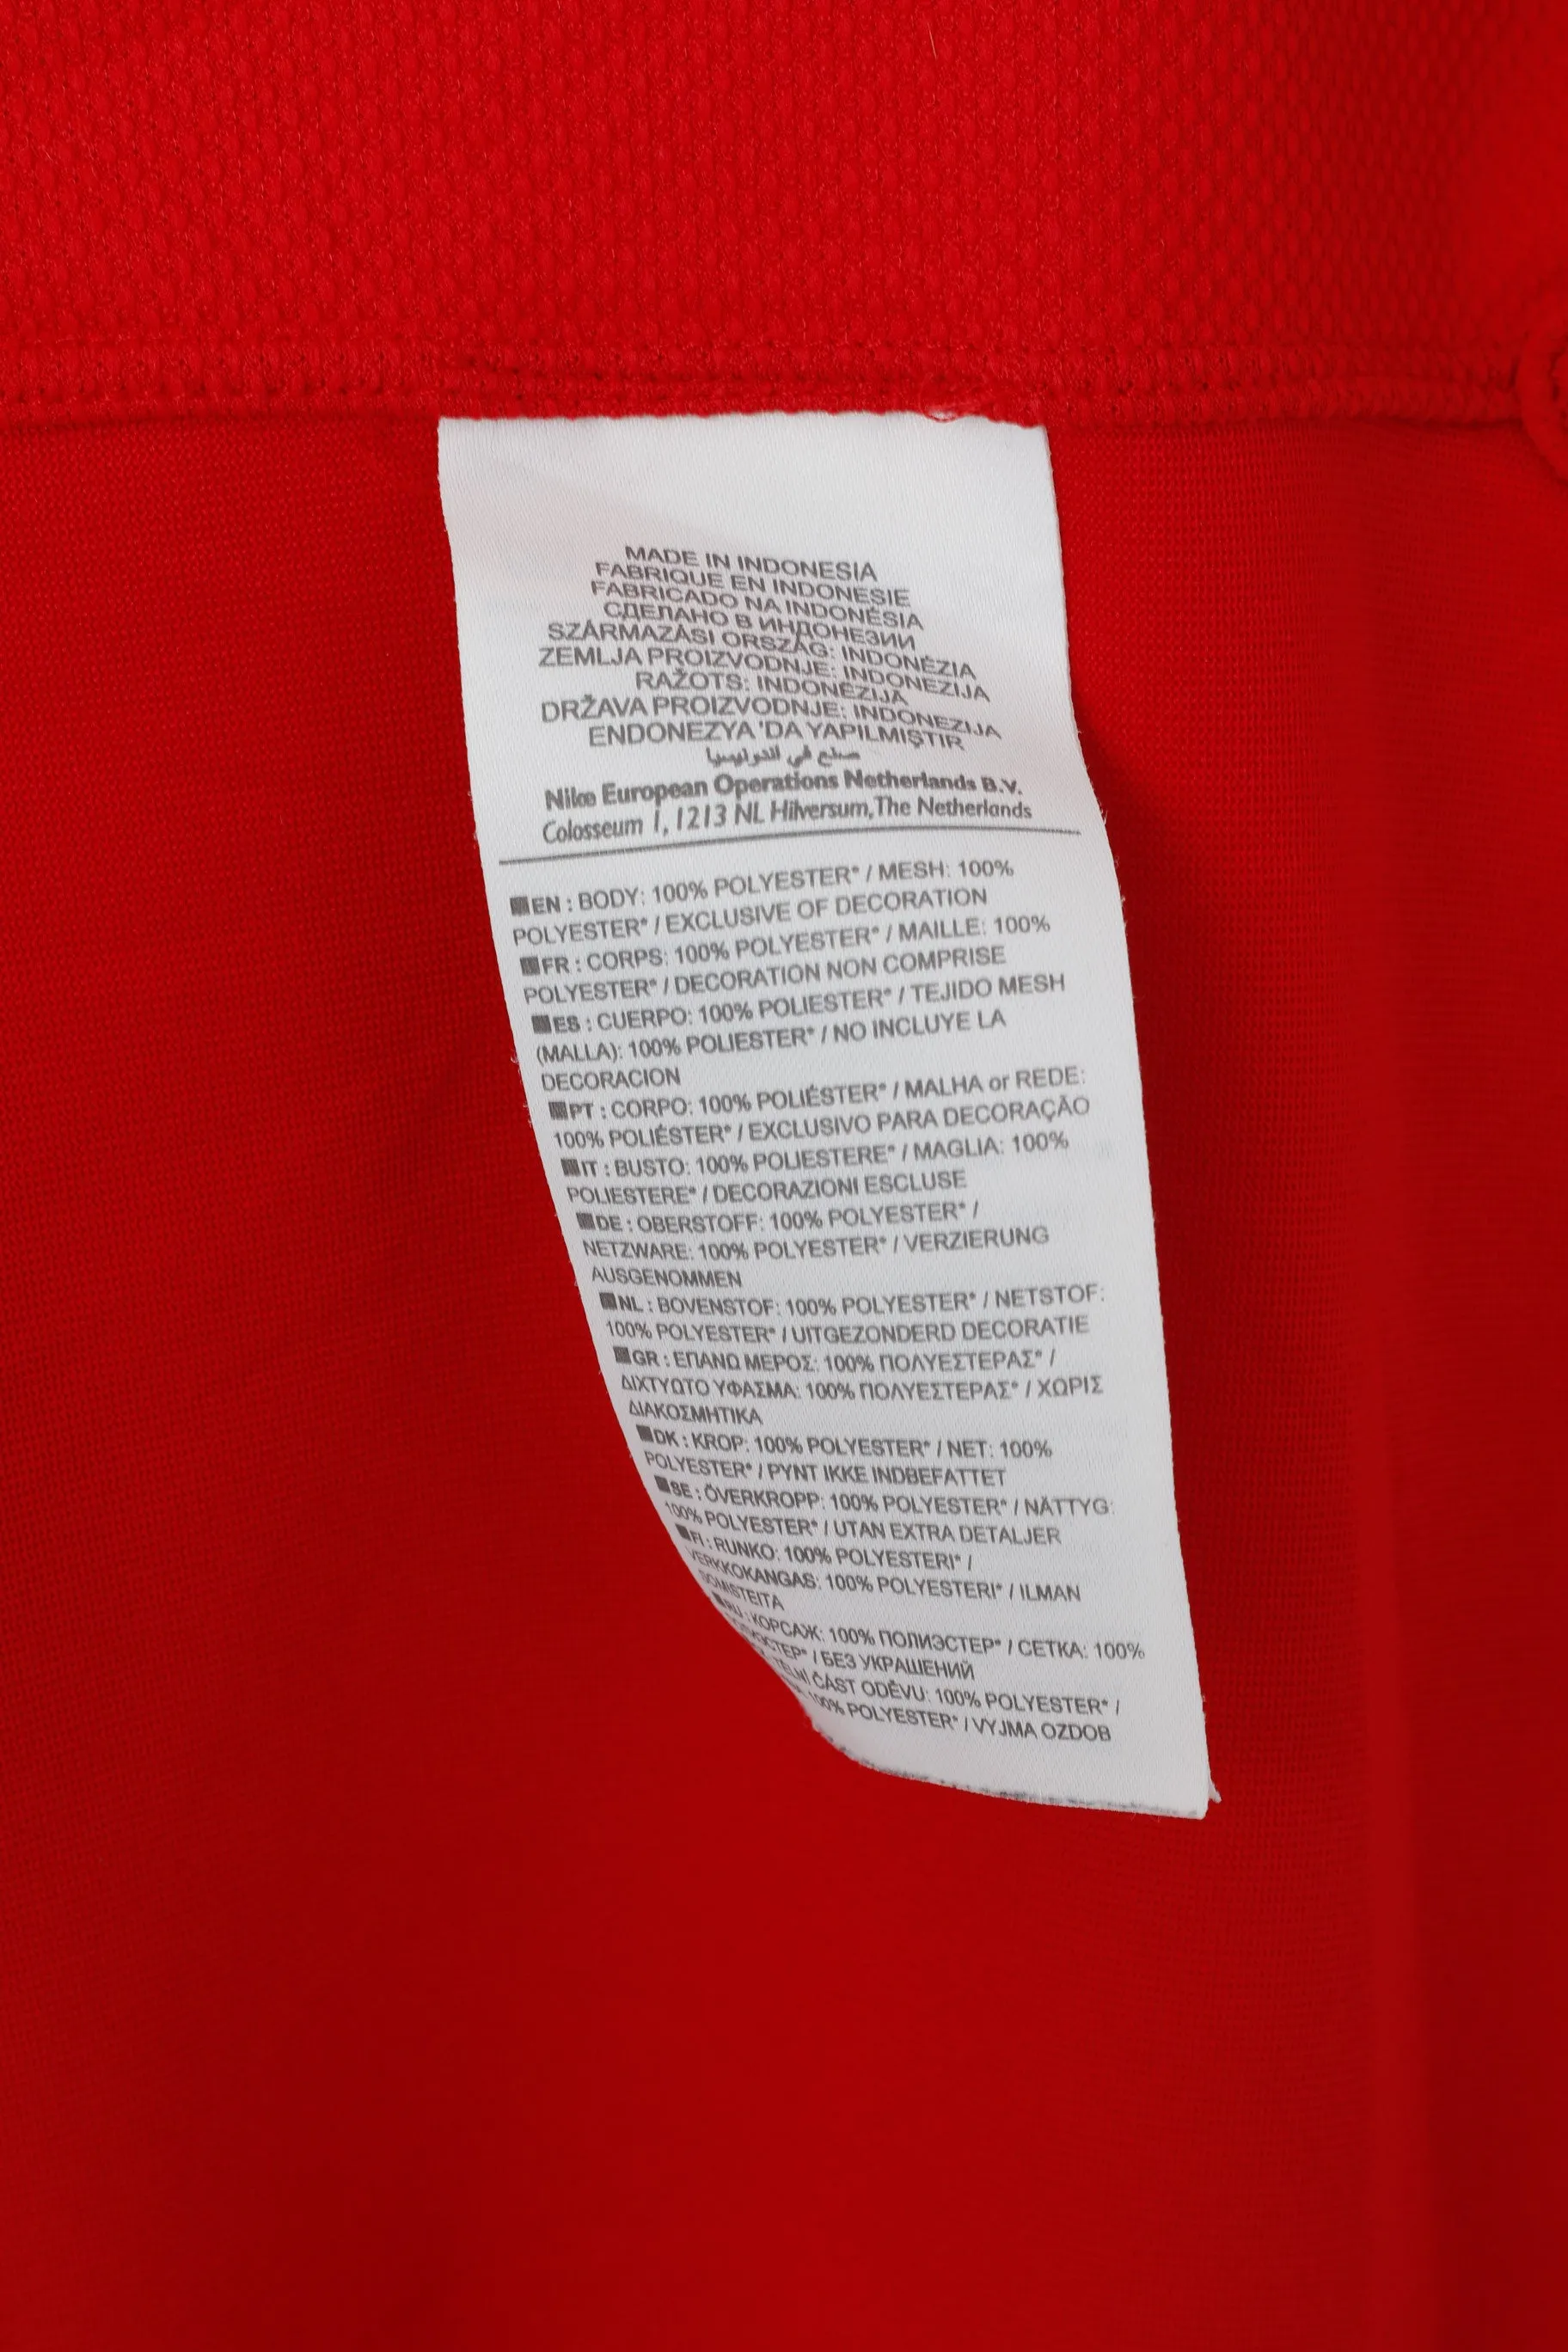 MADE IN INDONESIA
FABRIQUE EN INDONESIE
FABRICADO NA INDONÉSIA
СДЕЛАНО В ИНДОНЕЗИИ
SZÁRMAZÁSI ORSZÁG: INDONÉZIA
ZEMLJA PROIZVODNJE: INDONEZIJA
RAŽOTS: INDONĒZIJA
DRŽAVA PROIZVODNJE: INDONEZIJA
ENDONEZYA 'DA YAPILMIŞTIR
صنع في اندونيسيا
Nike European Operations Netherlands B.V.
Colosseum 1, 1213 NL Hilversum, The Netherlands
EN : BODY: 100% POLYESTER* / MESH: 100%
POLYESTER* / EXCLUSIVE OF DECORATION
FR : CORPS: 100% POLYESTER* / MAILLE: 100%
POLYESTER* / DECORATION NON COMPRISE
ES : CUERPO: 100% POLIESTER* / TEJIDO MESH
(MALLA): 100% POLIESTER* / NO INCLUYE LA
DECORACION
PT : CORPO: 100% POLIÉSTER* / MALHA or REDE:
100% POLIÉSTER* / EXCLUSIVO PARA DECORAÇÃO
IT : BUSTO: 100% POLIESTERE* / MAGLIA: 100%
POLIESTERE* / DECORAZIONI ESCLUSE
DE : OBERSTOFF: 100% POLYESTER* /
NETZWARE: 100% POLYESTER* / VERZIERUNG
AUSGENOMMEN
NL : BOVENSTOF: 100% POLYESTER* / NETSTOF:
100% POLYESTER* / UITGEZONDERD DECORATIE
GR : ΕΠΑΝΩ ΜΕΡΟΣ: 100% ΠΟΛΥΕΣΤΕΡΑΣ* /
ΔΙΧΤΥΩΤΟ ΥΦΑΣΜΑ: 100% ΠΟΛΥΕΣΤΕΡΑΣ* / ΧΩΡΙΣ
ΔΙΑΚΟΣΜΗΤΙΚΑ
DK : KROP: 100% POLYESTER* / NET: 100%
POLYESTER* / PYNT IKKE INDBEFATTET
SE : ÖVERKROPP: 100% POLYESTER* / NÄTTYG:
100% POLYESTER* / UTAN EXTRA DETALJER
FI : RUNKO: 100% POLYESTERI* /
VERKKOKANGAS: 100% POLYESTERI* / ILMAN
SOMISTEITA
RU : КОРСАЖ: 100% ПОЛИЭСТЕР* / СЕТКА: 100%
/ БЕЗ УКРАШЕНИЙ
ČÁST ODĚVU: 100% POLYESTER* /
100% POLYESTER* / VYJMA OZDOB